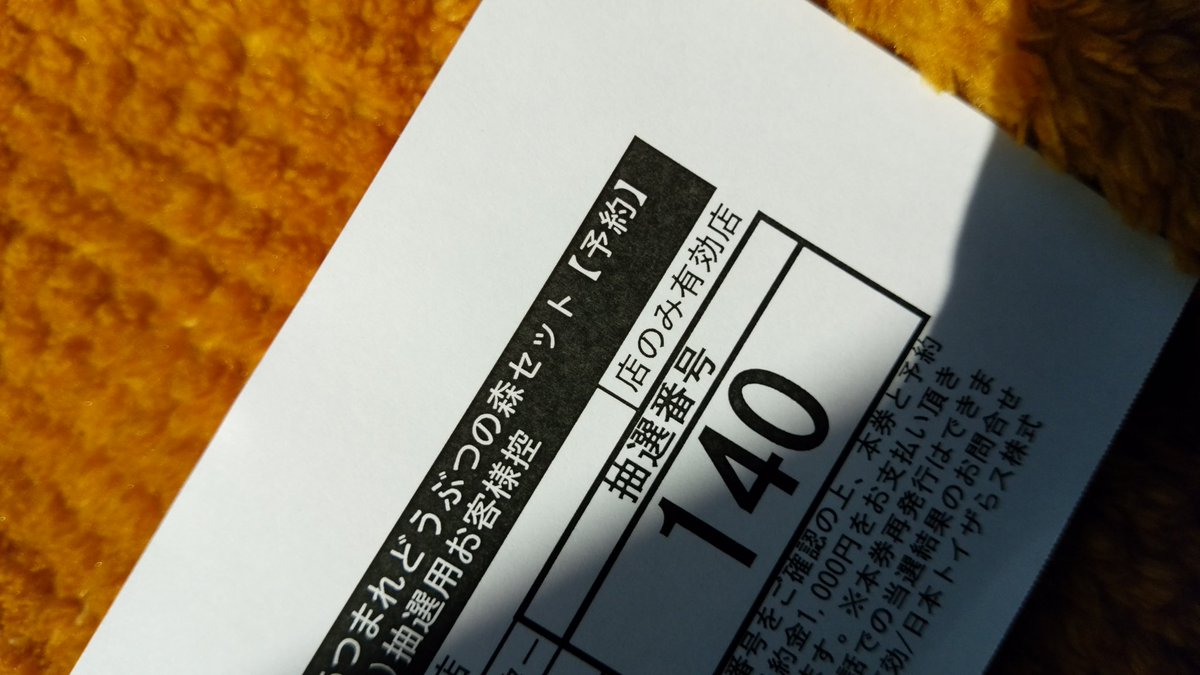 つまれどうぶつの森セット【予約】
)抽選用お客様控
店
店のみ有効店
抽選番号
140
番号をご確認の上、本券と予約
約金1,000円をお支払い頂き
ます。※本券再発行はできま
話での当選結果のお問合せ
効/日本トイザらス株式